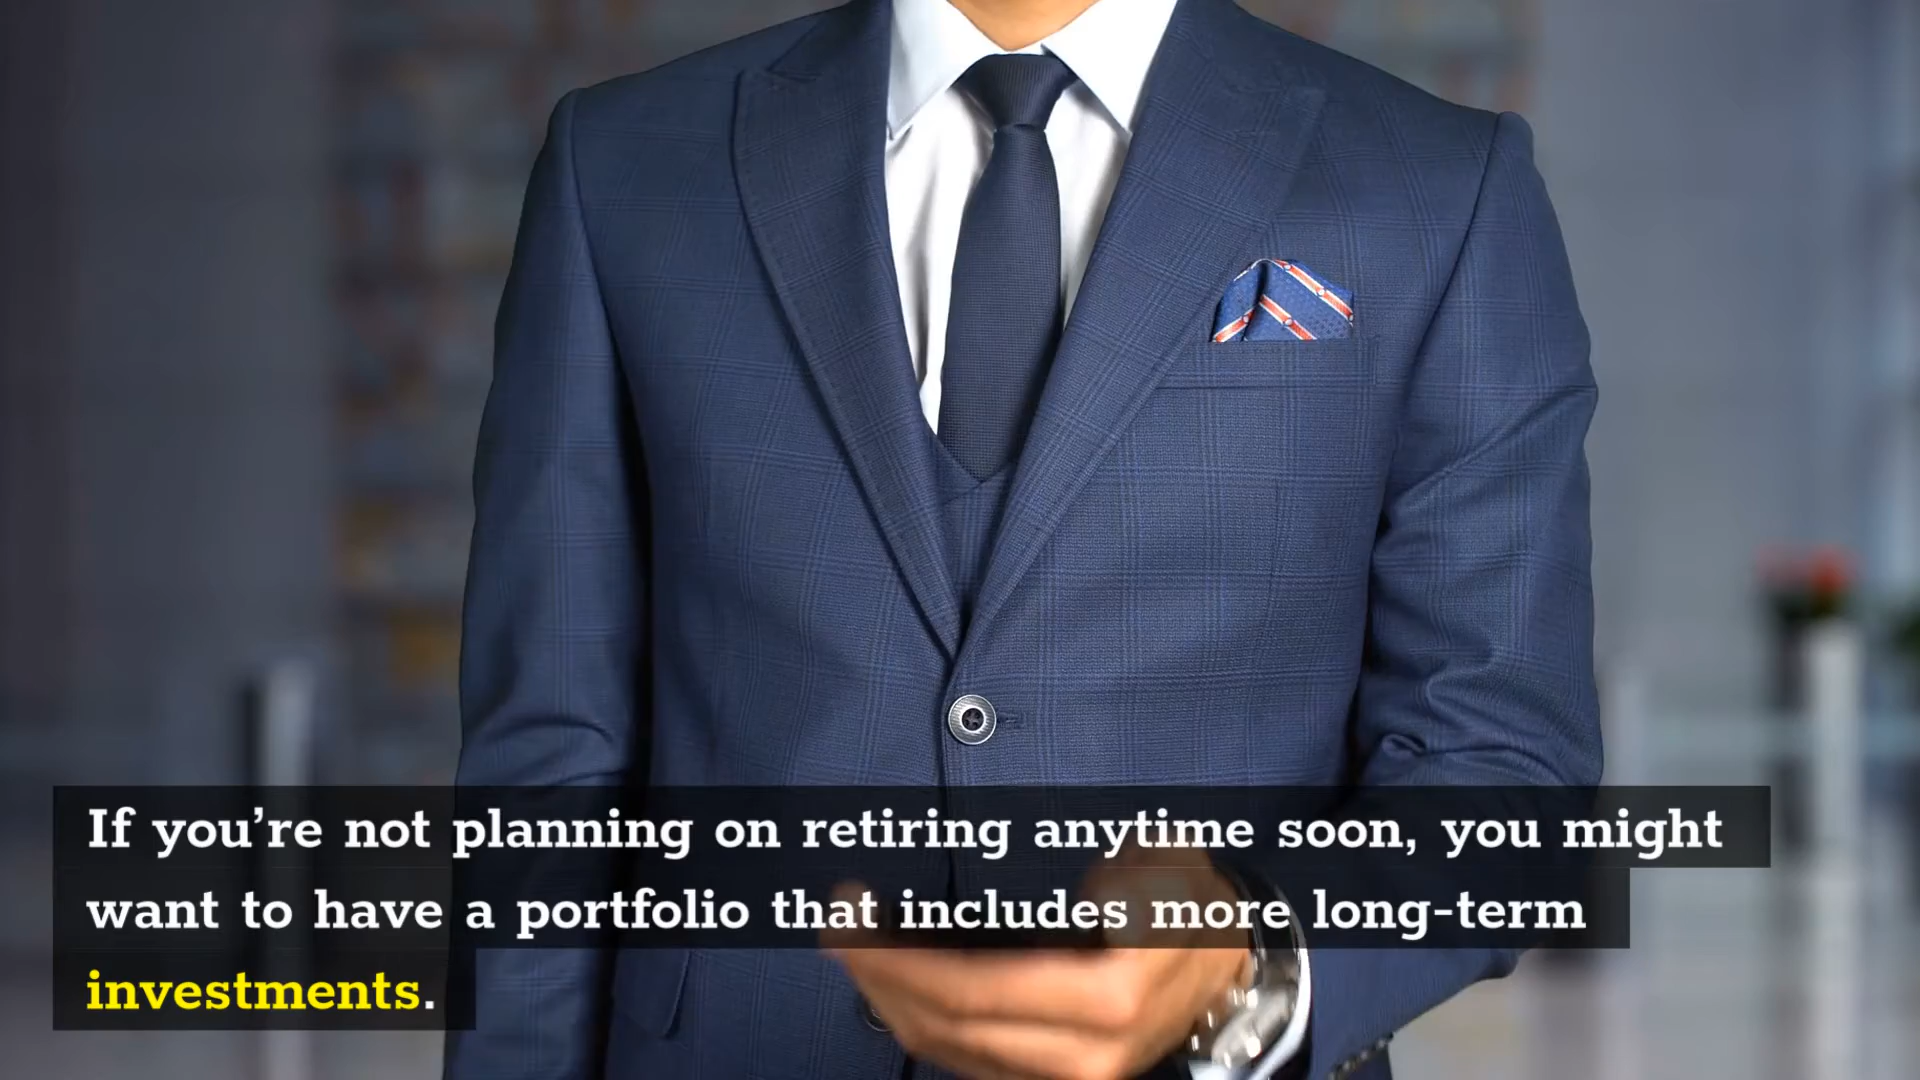 If you’re not planning on retiring anytime soon, you might
want to have a portfolio that includes more long-term
investments.